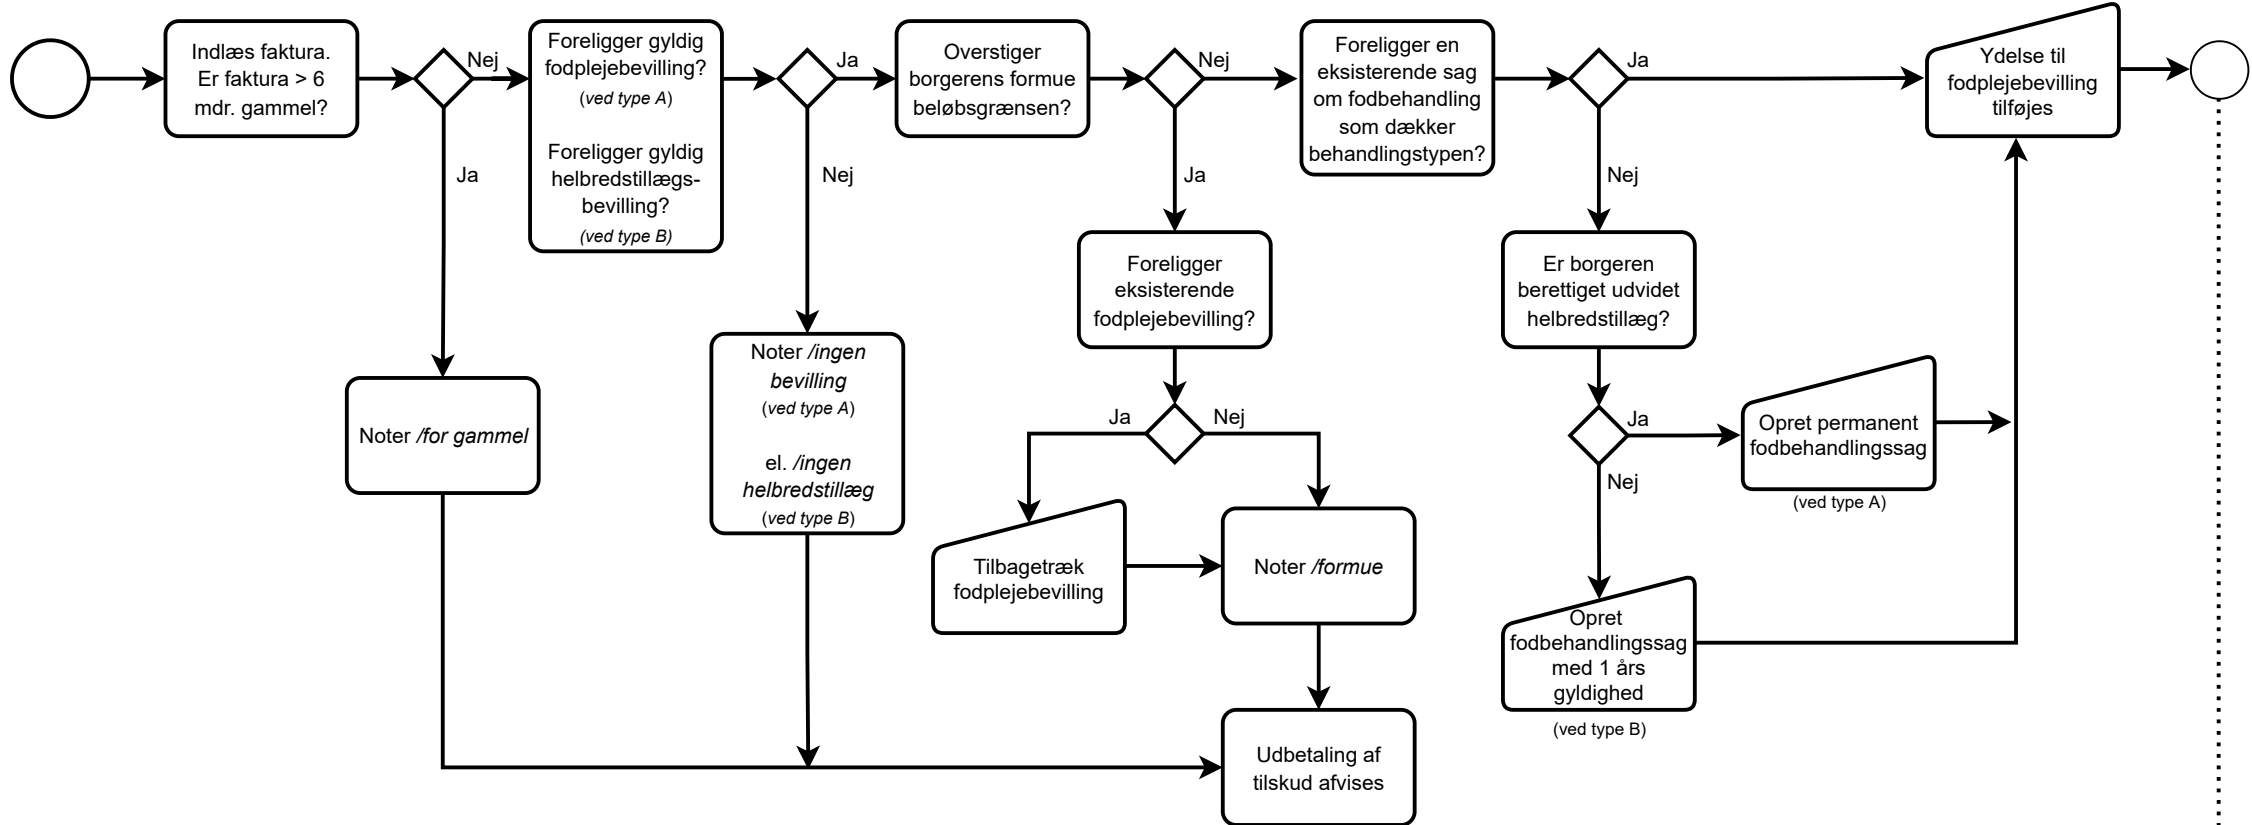 Indlæs faktura.
Er faktura > 6
mdr. gammel?
Nej
Ja
Noter /for gammel
Foreligger gyldig
fodplejebevilling?
(ved type A)
Foreligger gyldig
helbredstillægs-
bevilling?
(ved type B)
Ja
Nej
Noter /ingen
bevilling
(ved type A)
el. /ingen
helbredstillæg
(ved type B)
Overstiger
borgerens formue
beløbsgrænsen?
Nej
Ja
Foreligger
eksisterende
fodplejebevilling?
Ja
Nej
Tilbagetræk
fodplejebevilling
Noter /formue
Udbetaling af
tilskud afvises
Foreligger en
eksisterende sag
om fodbehandling
som dækker
behandlingstypen?
Ja
Nej
Er borgeren
berettiget udvidet
helbredstillæg?
Ja
Nej
Opret permanent
fodbehandlingssag
(ved type A)
Opret
fodbehandlingssag
med 1 års
gyldighed
(ved type B)
Ydelse til
fodplejebevilling
tilføjes